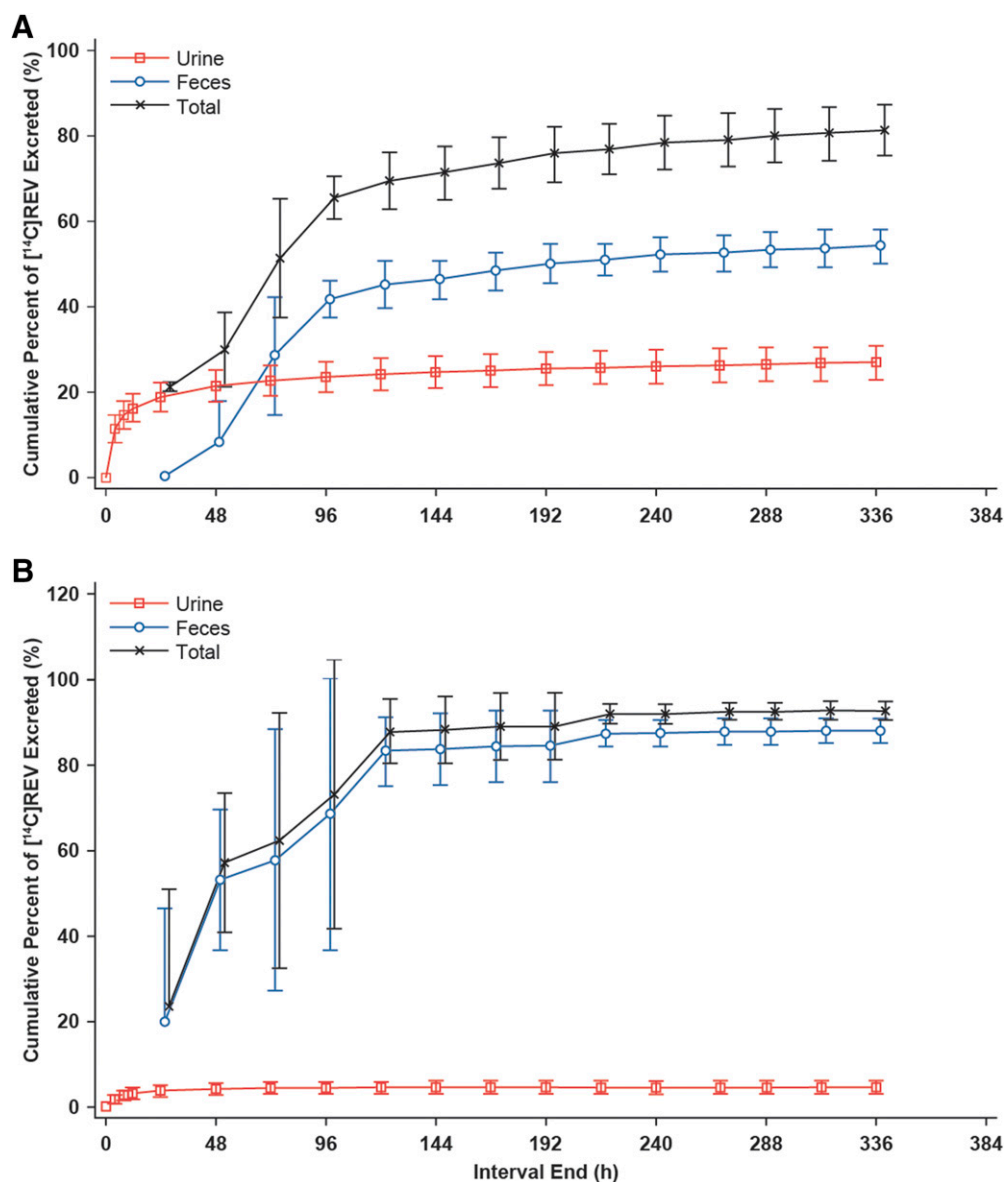 A
Urine
Feces
Total
Cumulative Percent of [¹⁴C]REV Excreted (%)
100
80
60
40
20
0
0 48 96 144 192 240 288 336 384
B
Urine
Feces
Total
Cumulative Percent of [¹⁴C]REV Excreted (%)
120
100
80
60
40
20
0
0 48 96 144 192 240 288 336 384
Interval End (h)